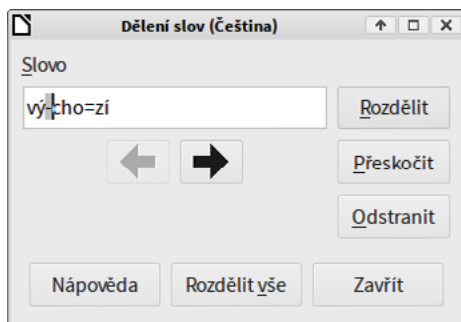 Dělení slov (Čeština)
Slovo
vý-cho=zí
Rozdělit
Přeskočit
Odstranit
Nápověda Rozdělit vše Zavřít